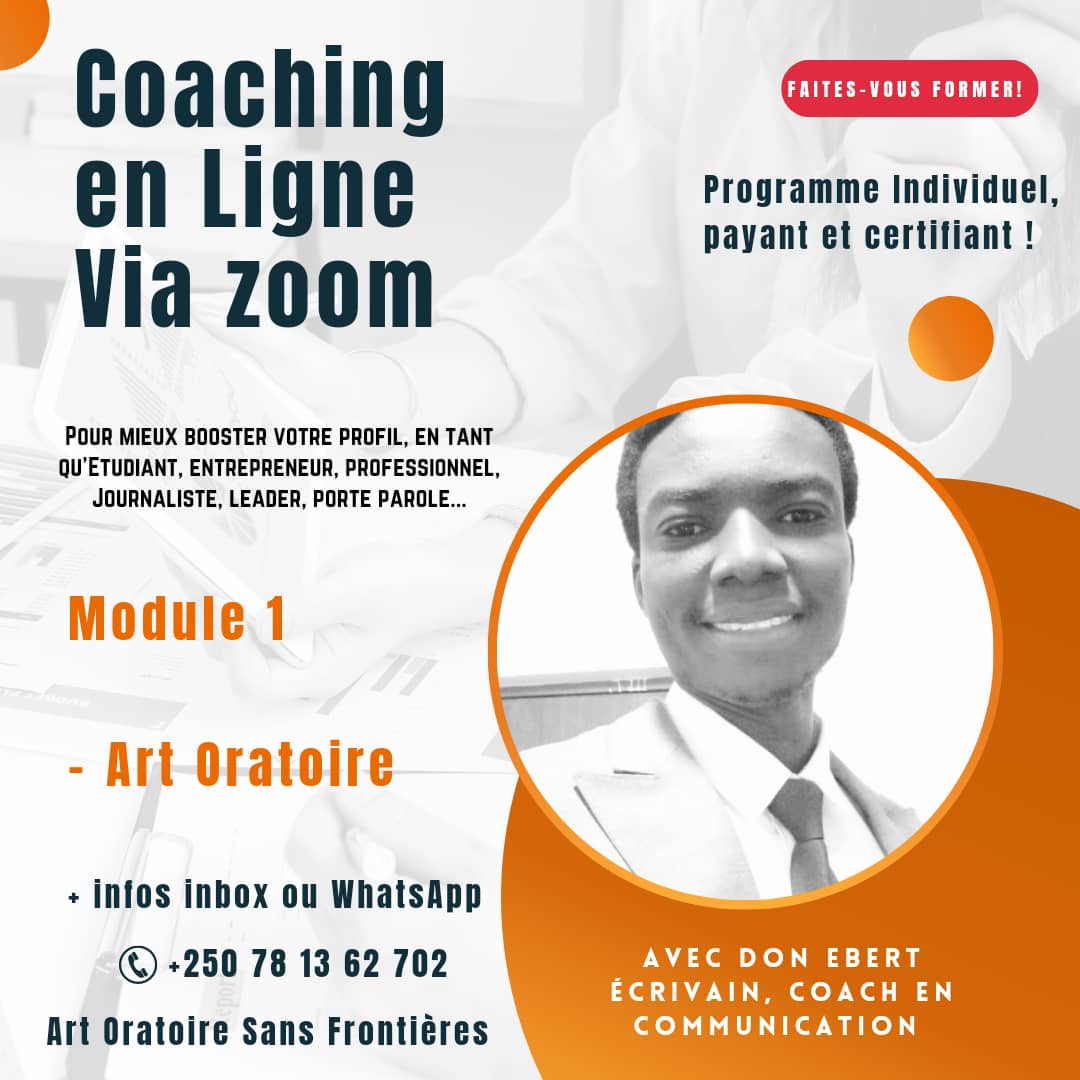 Coaching
en Ligne
Via zoom
FAITES-VOUS FORMER!
Programme Individuel,
payant et certifiant !
POUR MIEUX BOOSTER VOTRE PROFIL, EN TANT
QU'ETUDIANT, ENTREPRENEUR, PROFESSIONNEL,
JOURNALISTE, LEADER, PORTE PAROLE...
Module 1
- Art Oratoire
+ infos inbox ou WhatsApp
+250 78 13 62 702
Art Oratoire Sans Frontières
AVEC DON EBERT
ÉCRIVAIN, COACH EN
COMMUNICATION